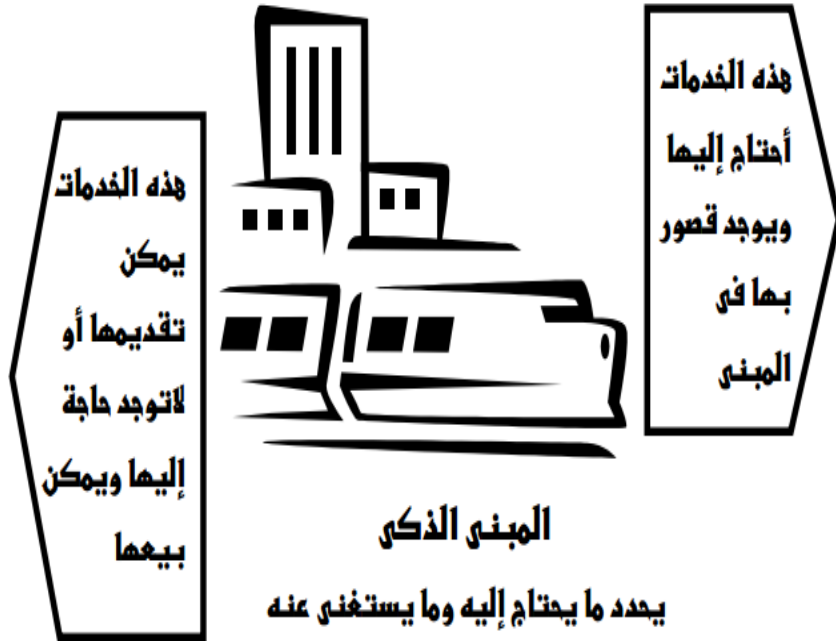 هذه الخدمات
أحتاج إليها
ويوجد قصور
بها فى
المبنى
هذه الخدمات
يمكن
تقديمها أو
لاتوجد حاجة
إليها ويمكن
بيعها
المبنى الذكى
يحدد ما يحتاج إليه وما يستغنى عنه